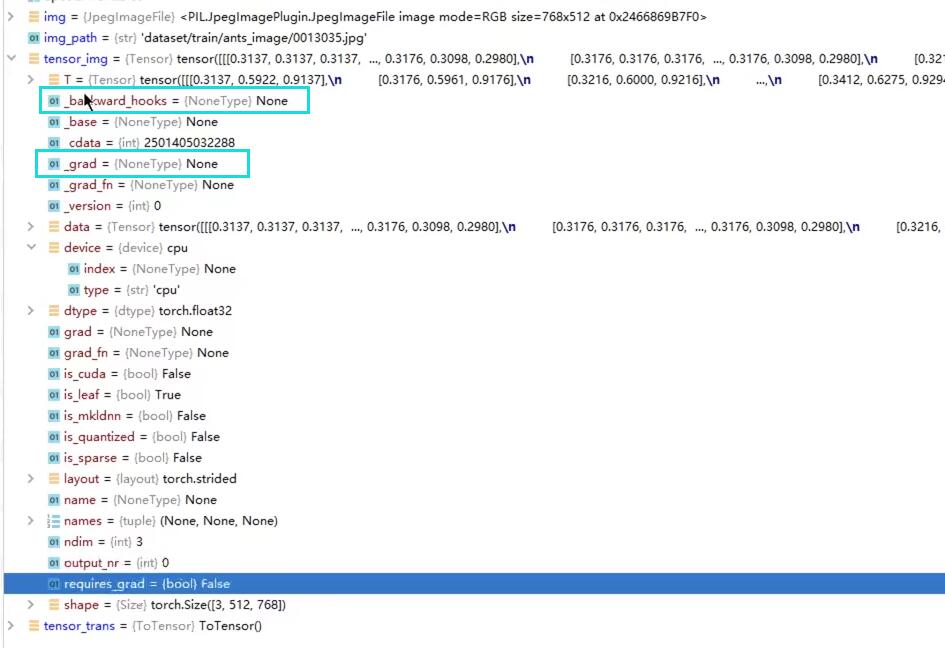 img = {JpegImageFile} <PIL.JpegImagePlugin.JpegImageFile image mode=RGB size=768x512 at 0x2466869B7F0>
img_path = {str} 'dataset/train/ants_image/0013035.jpg'
tensor_img = {Tensor} tensor([[[0.3137, 0.3137, 0.3137, ..., 0.3176, 0.3098, 0.2980],\n [0.3176, 0.3176, 0.3176, ..., 0.3176, 0.3098, 0.2980],\n [0.321
T = {Tensor} tensor([[[0.3137, 0.5922, 0.9137],\n [0.3176, 0.5961, 0.9176],\n [0.3216, 0.6000, 0.9216],\n ...,\n [0.3412, 0.6275, 0.929
_backward_hooks = {NoneType} None
_base = {NoneType} None
_cdata = {int} 2501405032288
_grad = {NoneType} None
_grad_fn = {NoneType} None
_version = {int} 0
data = {Tensor} tensor([[[0.3137, 0.3137, 0.3137, ..., 0.3176, 0.3098, 0.2980],\n [0.3176, 0.3176, 0.3176, ..., 0.3176, 0.3098, 0.2980],\n [0.3216,
device = {device} cpu
index = {NoneType} None
type = {str} 'cpu'
dtype = {dtype} torch.float32
grad = {NoneType} None
grad_fn = {NoneType} None
is_cuda = {bool} False
is_leaf = {bool} True
is_mkldnn = {bool} False
is_quantized = {bool} False
is_sparse = {bool} False
layout = {layout} torch.strided
name = {NoneType} None
names = {tuple} (None, None, None)
ndim = {int} 3
output_nr = {int} 0
requires_grad = {bool} False
shape = {Size} torch.Size([3, 512, 768])
tensor_trans = {ToTensor} ToTensor()